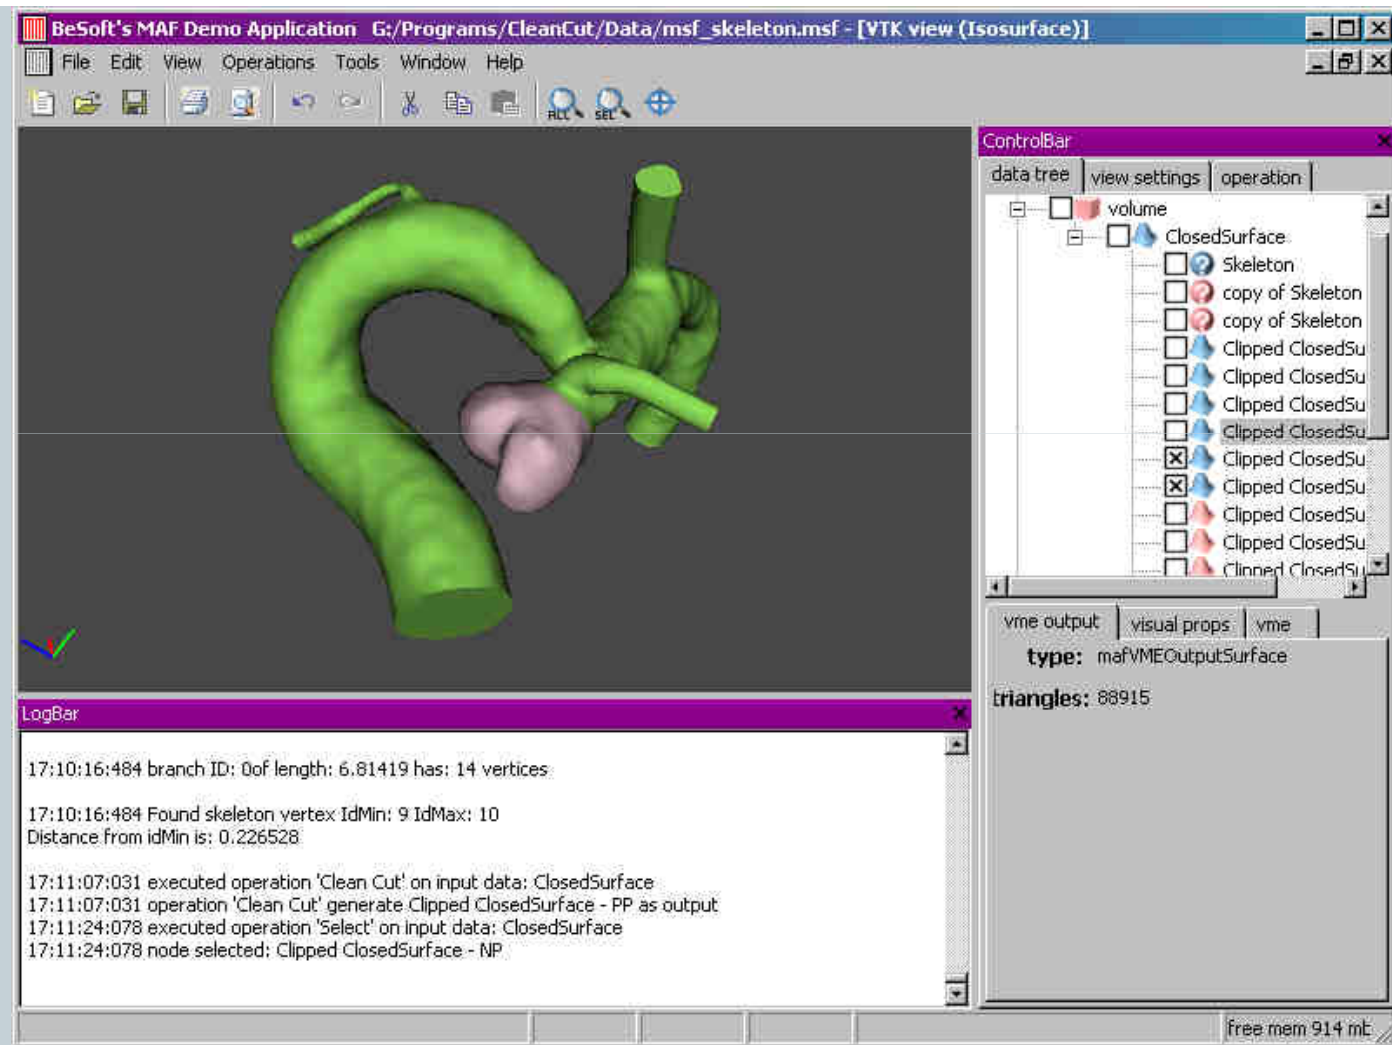 BeSoft's MAF Demo Application G:/Programs/CleanCut/Data/msf_skeleton.msf - [VTK view (Isosurface)]
File Edit View Operations Tools Window Help
ALL SEL
ControlBar
data tree view settings operation
volume
ClosedSurface
Skeleton
copy of Skeleton
copy of Skeleton
Clipped ClosedSu
Clipped ClosedSu
Clipped ClosedSu
Clipped ClosedSu
Clipped ClosedSu
Clipped ClosedSu
Clipped ClosedSu
Clipped ClosedSu
Clipped ClosedSu
vme output visual props vme
type: mafVMEOutputSurface
triangles: 88915
LogBar
17:10:16:484 branch ID: 0of length: 6.81419 has: 14 vertices
17:10:16:484 Found skeleton vertex IdMin: 9 IdMax: 10
Distance from idMin is: 0.226528
17:11:07:031 executed operation 'Clean Cut' on input data: ClosedSurface
17:11:07:031 operation 'Clean Cut' generate Clipped ClosedSurface - PP as output
17:11:24:078 executed operation 'Select' on input data: ClosedSurface
17:11:24:078 node selected: Clipped ClosedSurface - NP
free mem 914 mb